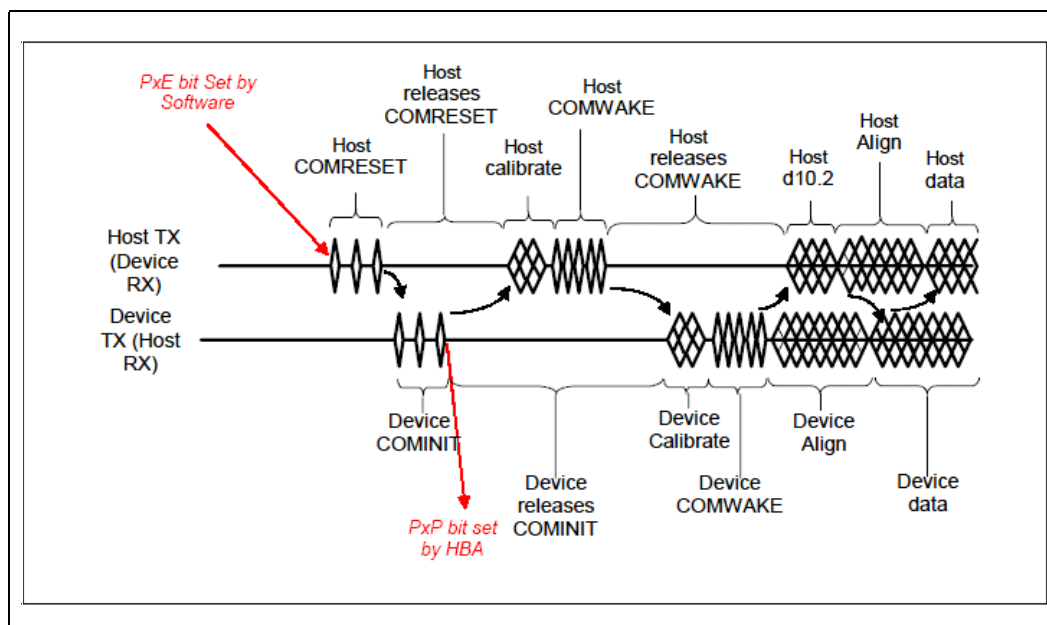 PxE bit Set by
Software
Host
COMRESET
Host
releases
COMRESET
Host
calibrate
Host
COMWAKE
Host
releases
COMWAKE
Host
d10.2
Host
Align
Host
data
Host TX
(Device
RX)
Device
TX (Host
RX)
Device
COMINIT
PxP bit set
by HBA
Device
releases
COMINIT
Device
Calibrate
Device
COMWAKE
Device
Align
Device
data